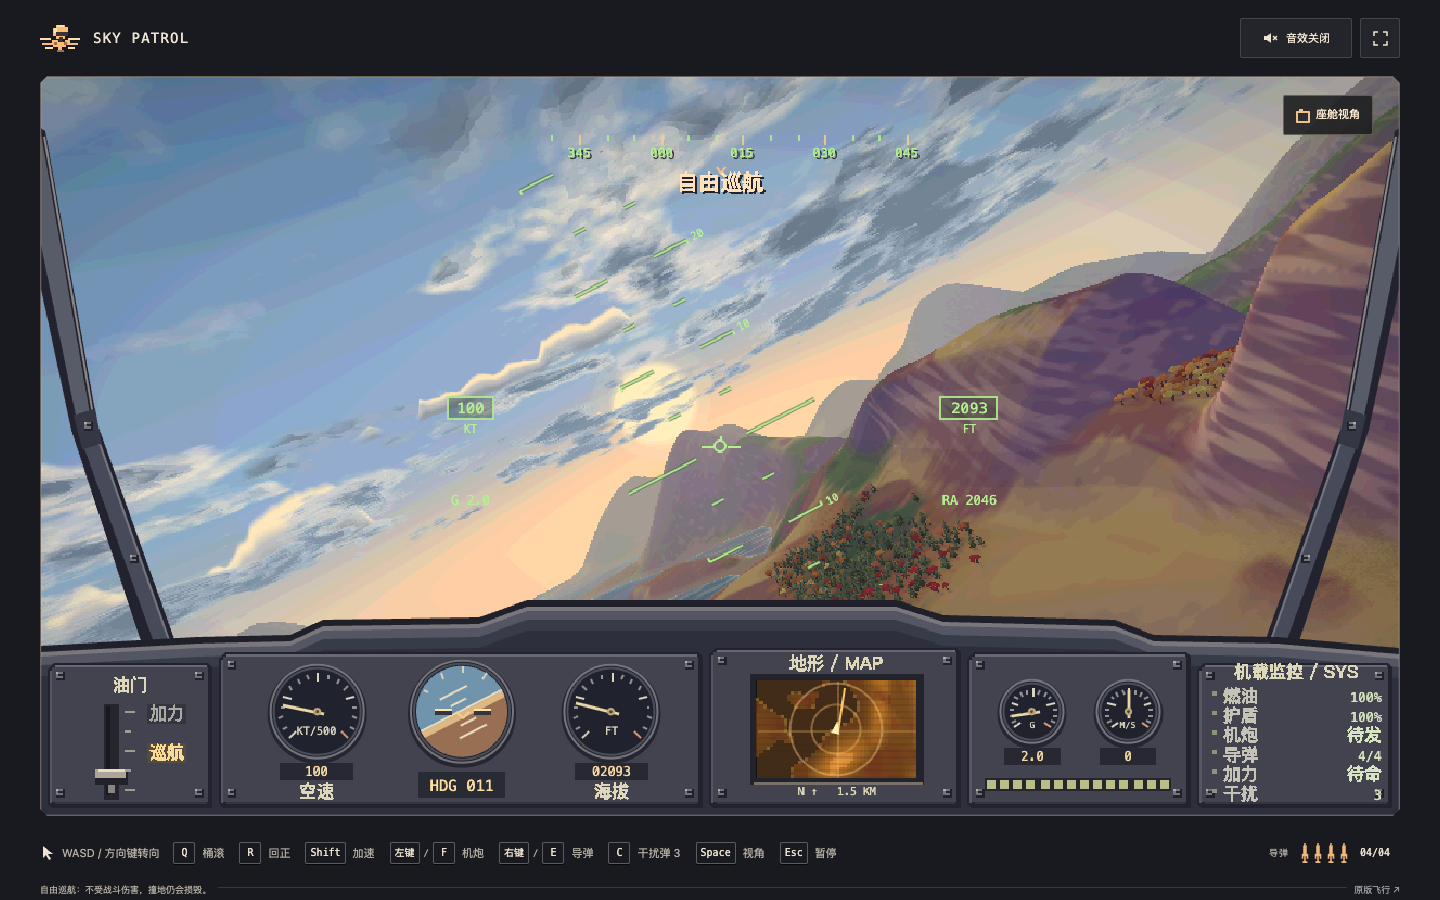 SKY PATROL
音效关闭
座舱视角
345 000 015 030 045
自由巡航
20
10
100
KT
2093
FT
G 2.0
RA 2046
10
油门
加力
巡航
KT/500
100
空速
HDG 011
FT
02093
海拔
地形 / MAP
N ↑ 1.5 KM
G
2.0
M/S
0
机载监控 / SYS
燃油 100%
护盾 100%
机炮 待发
导弹 4/4
加力 待命
干扰 3
WASD / 方向键转向 Q 桶滚 R 回正 Shift 加速 左键 / F 机炮 右键 / E 导弹 C 干扰弹 3 Space 视角 Esc 暂停
导弹 04/04
自由巡航: 不受战斗伤害, 撞地仍会损毁。
原版飞行 ↗